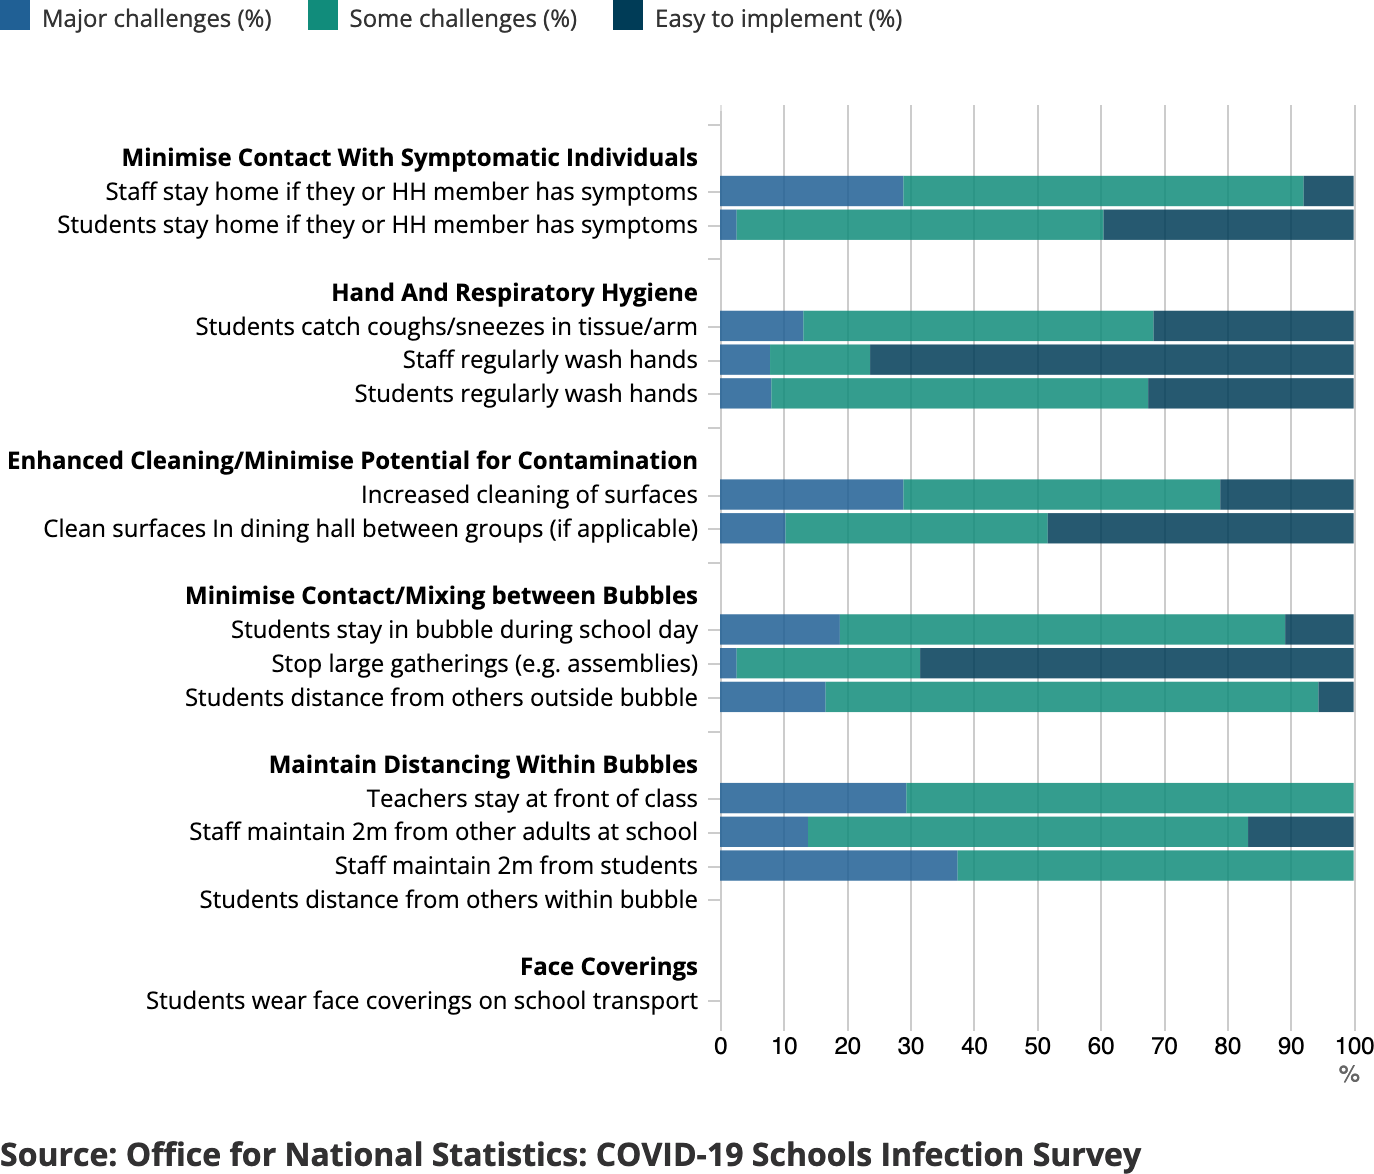 Major challenges (%) Some challenges (%) Easy to implement (%)
Minimise Contact With Symptomatic Individuals
Staff stay home if they or HH member has symptoms
Students stay home if they or HH member has symptoms
Hand And Respiratory Hygiene
Students catch coughs/sneezes in tissue/arm
Staff regularly wash hands
Students regularly wash hands
Enhanced Cleaning/Minimise Potential for Contamination
Increased cleaning of surfaces
Clean surfaces In dining hall between groups (if applicable)
Minimise Contact/Mixing between Bubbles
Students stay in bubble during school day
Stop large gatherings (e.g. assemblies)
Students distance from others outside bubble
Maintain Distancing Within Bubbles
Teachers stay at front of class
Staff maintain 2m from other adults at school
Staff maintain 2m from students
Students distance from others within bubble
Face Coverings
Students wear face coverings on school transport
0 10 20 30 40 50 60 70 80 90 100
%
Source: Office for National Statistics: COVID-19 Schools Infection Survey